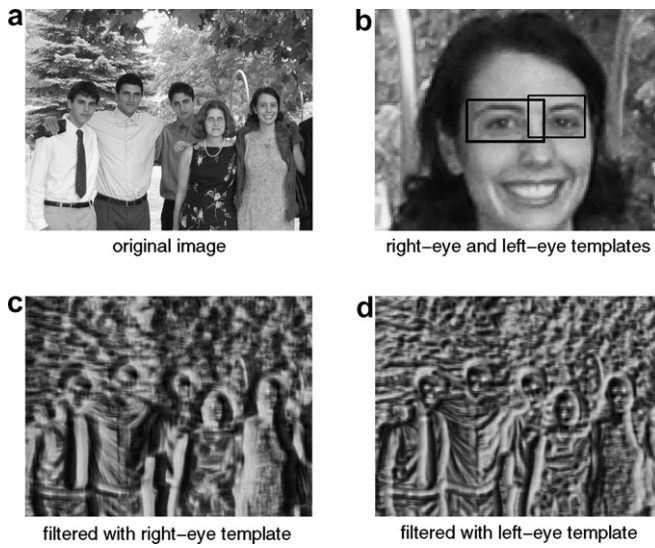 a
b
original image
right-eye and left-eye templates
c
d
filtered with right-eye template
filtered with left-eye template